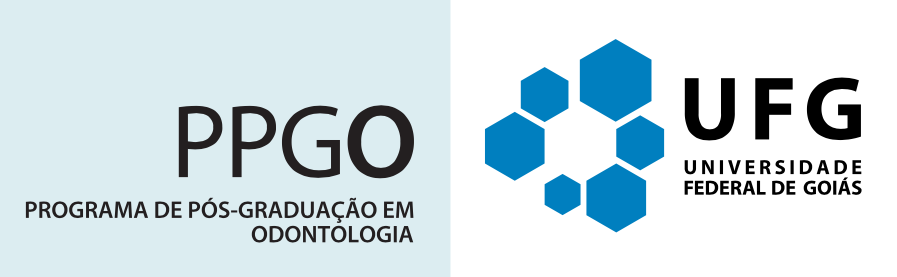 PPGO
PROGRAMA DE PÓS-GRADUAÇÃO EM
ODONTOLOGIA
UFG
UNIVERSIDADE
FEDERAL DE GOIÁS